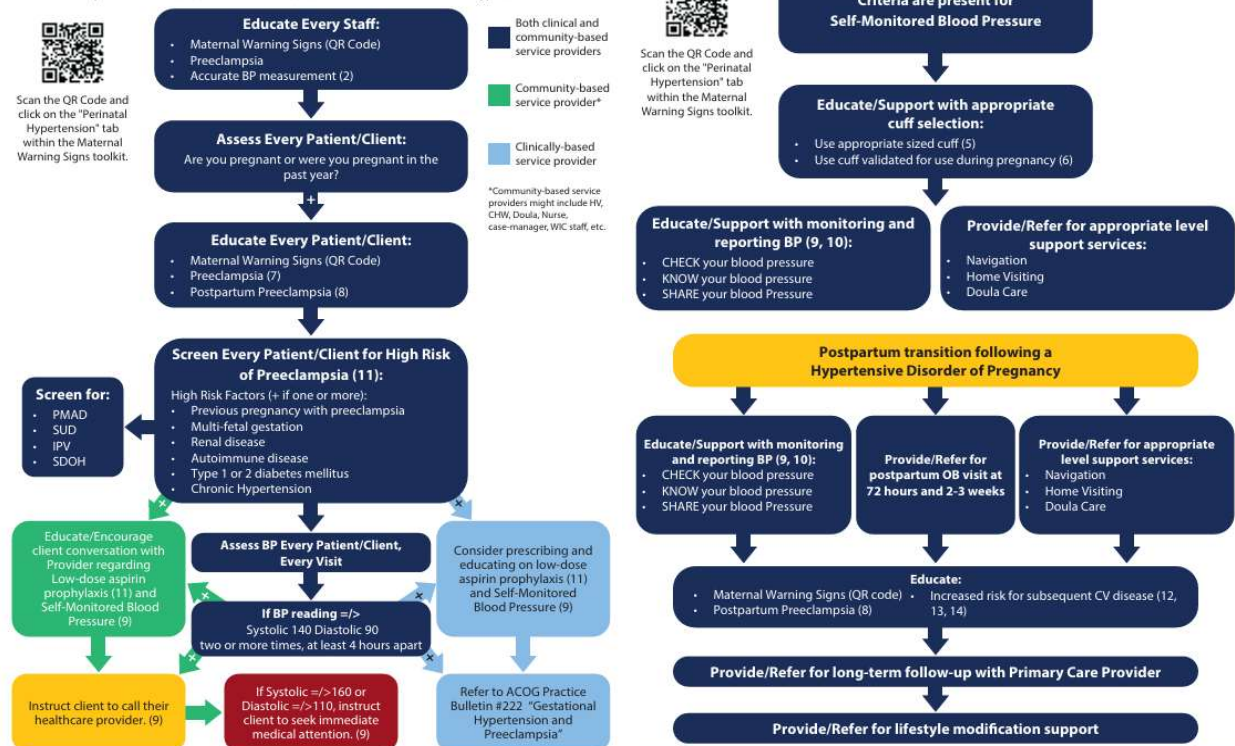 Educate Every Staff:
• Maternal Warning Signs (QR Code)
• Preeclampsia
• Accurate BP measurement (2)
Scan the QR Code and
click on the "Perinatal
Hypertension" tab
within the Maternal
Warning Signs toolkit.
Both clinical and
community-based
service providers
Community-based
service provider*
Clinically-based
service provider
*Community-based service
providers might include HV,
CHW, Doula, Nurse,
case-manager, WIC staff, etc.
Assess Every Patient/Client:
Are you pregnant or were you pregnant in the
past year?
+
Educate Every Patient/Client:
• Maternal Warning Signs (QR Code)
• Preeclampsia (7)
• Postpartum Preeclampsia (8)
Screen Every Patient/Client for High Risk
of Preeclampsia (11):
High Risk Factors (+ if one or more):
• Previous pregnancy with preeclampsia
• Multi-fetal gestation
• Renal disease
• Autoimmune disease
• Type 1 or 2 diabetes mellitus
• Chronic Hypertension
Screen for:
• PMAD
• SUD
• IPV
• SDOH
+
+
Educate/Encourage
client conversation with
Provider regarding
Low-dose aspirin
prophylaxis (11) and
Self-Monitored Blood
Pressure (9)
Assess BP Every Patient/Client,
Every Visit
Consider prescribing and
educating on low-dose
aspirin prophylaxis (11)
and Self-Monitored
Blood Pressure (9)
+
+
If BP reading =/>
Systolic 140 Diastolic 90
two or more times, at least 4 hours apart
+
+
Instruct client to call their
healthcare provider. (9)
If Systolic =/>160 or
Diastolic =/>110, instruct
client to seek immediate
medical attention. (9)
Refer to ACOG Practice
Bulletin #222 "Gestational
Hypertension and
Preeclampsia"
Criteria are present for
Self-Monitored Blood Pressure
Scan the QR Code and
click on the "Perinatal
Hypertension" tab
within the Maternal
Warning Signs toolkit.
Educate/Support with appropriate
cuff selection:
• Use appropriate sized cuff (5)
• Use cuff validated for use during pregnancy (6)
Educate/Support with monitoring and
reporting BP (9, 10):
• CHECK your blood pressure
• KNOW your blood pressure
• SHARE your blood Pressure
Provide/Refer for appropriate level
support services:
• Navigation
• Home Visiting
• Doula Care
Postpartum transition following a
Hypertensive Disorder of Pregnancy
Educate/Support with monitoring
and reporting BP (9, 10):
• CHECK your blood pressure
• KNOW your blood pressure
• SHARE your blood Pressure
Provide/Refer for
postpartum OB visit at
72 hours and 2-3 weeks
Provide/Refer for appropriate
level support services:
• Navigation
• Home Visiting
• Doula Care
Educate:
• Maternal Warning Signs (QR code)
• Postpartum Preeclampsia (8)
• Increased risk for subsequent CV disease (12,
13, 14)
Provide/Refer for long-term follow-up with Primary Care Provider
Provide/Refer for lifestyle modification support